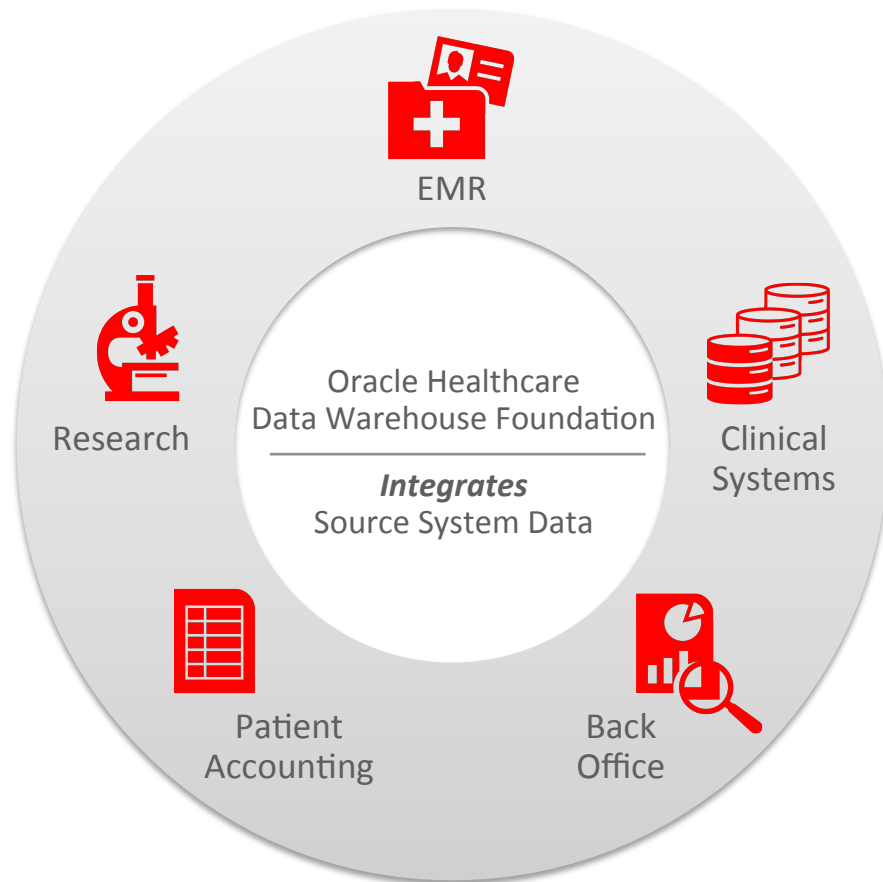 EMR
Research
Oracle Healthcare
Data Warehouse Foundation
Integrates
Source System Data
Clinical
Systems
Patient
Accounting
Back
Office